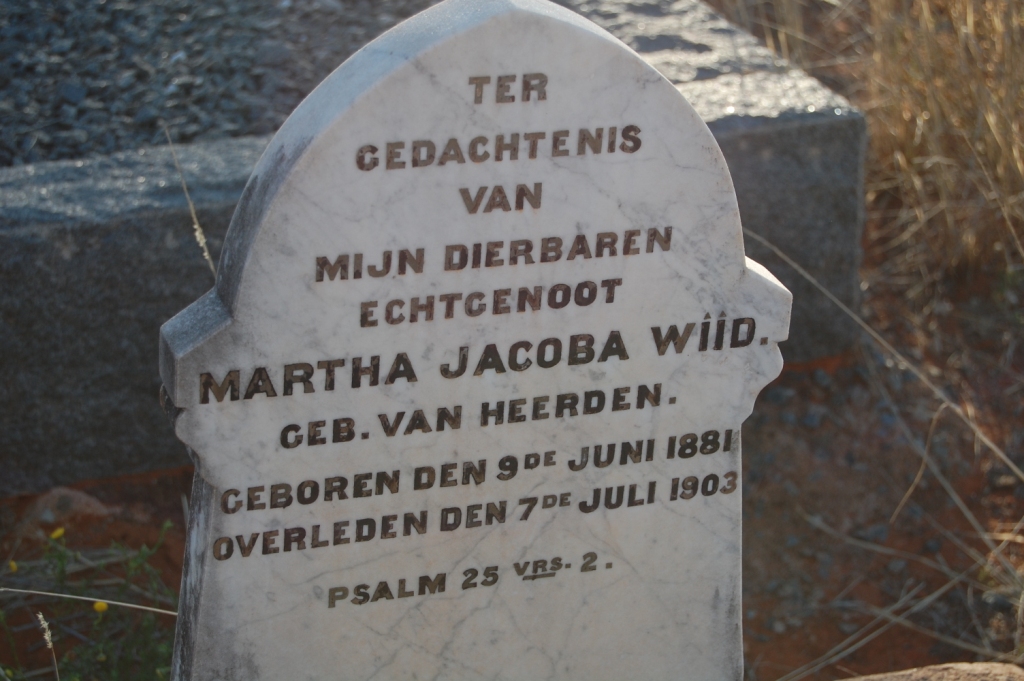 TER
GEDACHTENIS
VAN
MIJN DIERBAREN
ECHTGENOOT
MARTHA JACOBA WIID.
GEB. VAN HEERDEN.
GEBOREN DEN 9DE JUNI 1881
OVERLEDEN DEN 7DE JULI 1903
PSALM 25 VRS. 2.